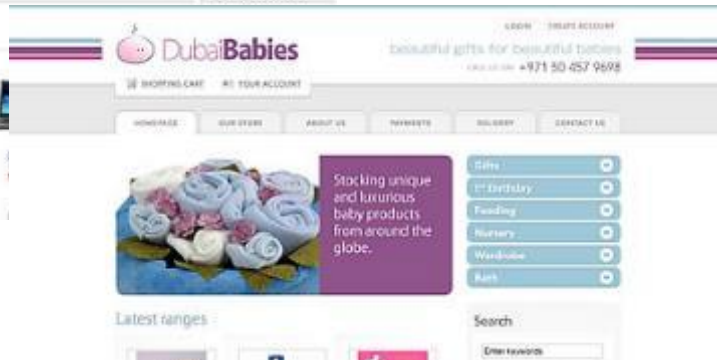 LOGIN CREATE ACCOUNT
DubaiBabies
beautiful gifts for beautiful babies
+971 50 457 9698
SHOPPING CART YOUR ACCOUNT
HOMEPAGE OUR STORE ABOUT US PAYMENTS DELIVERY CONTACT US
Stocking unique
and luxurious
baby products
from around the
globe.
Gifts
1st Birthday
Feeding
Nursery
Wardrobe
Bath
Latest ranges
Search
Enter keywords